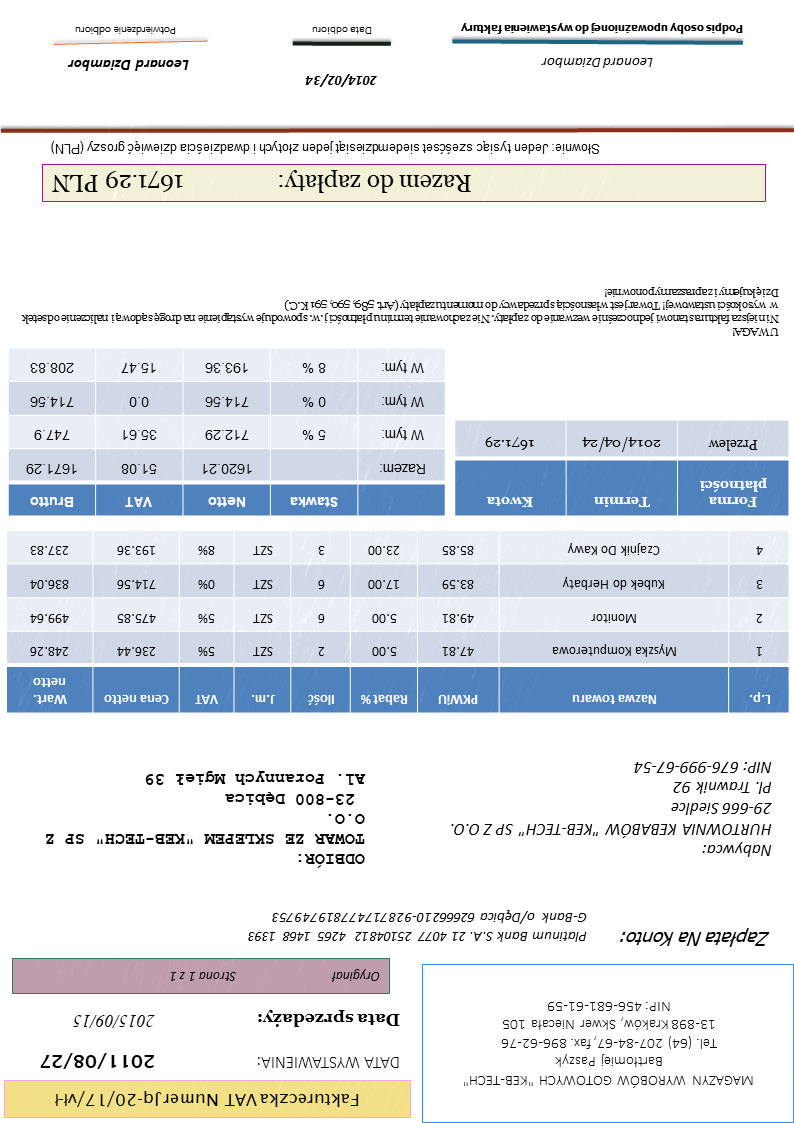 MAGAZYN WYROBÓW GOTOWYCH "KEB-TECH"
Bartłomiej Paszyk
Tel. (64) 207-84-67, fax. 896-62-76
13-898 Kraków, Skwer Niecała 105
NIP: 456-681-61-59
Faktureczka VAT Numer
DATA WYSTAWIENIA: 2011/08/27
Data sprzedaży: 2015/09/15
Oryginał Strona 1 z 1
Zapłata Na Konto:
Platinum Bank S.A. 21 4077 25104812 4265 1468 1393
G-Bank o/Dębica 62666210-9287174778197497​53
Nabywca:
HURTOWNIA KEBABÓW "KEB-TECH" SP Z O.O.
29-666 Siedlce
Pl. Trawnik 92
NIP: 676-999-67-54
ODBIÓR:
TOWAR ZE SKLEPEM "KEB-TECH" SP Z
O.O.
23-800 Dębica
Al. Porannych Mgieł 39
L.p. Nazwa towaru PKWiU Rabat % Ilość J.m. VAT Cena netto Wart. netto
1 Myszka Komputerowa 47.81 5.00 2 SZT 5% 236.44 248.26
2 Monitor 49.81 5.00 6 SZT 5% 475.85 499.64
3 Kubek do Herbaty 83.59 17.00 6 SZT 0% 714.56 836.04
4 Czajnik Do Kawy 85.85 23.00 3 SZT 8% 193.36 237.83
Forma płatności Termin Kwota
Przelew 2014/04/24 1671.29
Stawka Netto VAT Brutto
Razem: 1620.21 51.08 1671.29
W tym: 5 % 712.29 35.61 747.9
W tym: 0 % 714.56 0.0 714.56
W tym: 8 % 193.36 15.47 208.83
UWAGA!
Niniejsza faktura stanowi jednocześnie wezwanie do zapłaty. Nie zachowanie terminu płatności j.w. spowoduje wstąpienie na drogę sądową i naliczenie odsetek
w wysokości ustawowej! Towar jest własnością sprzedawcy do momentu zapłaty (Art. 589, 590, 591 K.C.)
Dziękujemy i zapraszamy ponownie!
Razem do zapłaty: 1671.29 PLN
Słownie: Jeden tysiąc sześćset siedemdziesiąt jeden złotych i dwadzieścia dziewięć groszy (PLN)
Leonard Dziambor
Podpis osoby upoważnionej do wystawienia faktury
2014/02/34
Data odbioru
Leonard Dziambor
Potwierdzenie odbioru